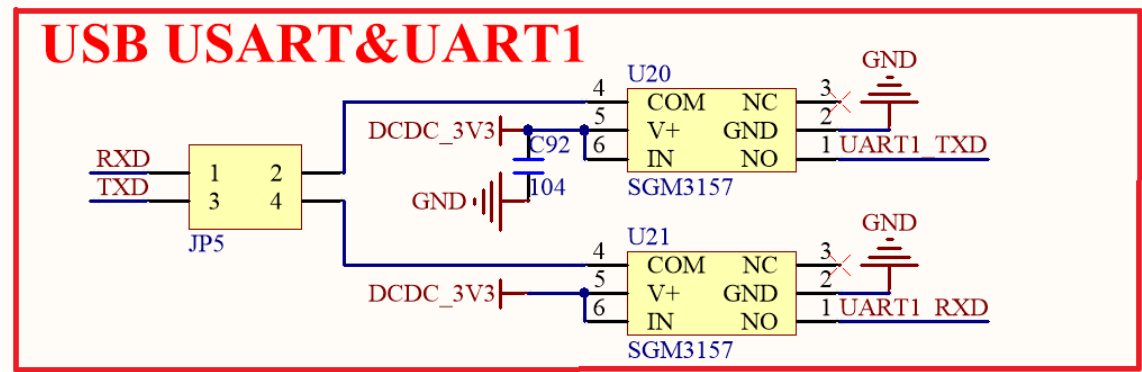 USB USART&UART1
U20
GND
4 COM NC 3
DCDC_3V3 5 V+ GND 2
C92 6 IN NO 1 UART1_TXD
RXD 1 2
TXD 3 4
104 SGM3157
GND
JP5
U21
GND
4 COM NC 3
DCDC_3V3 5 V+ GND 2
6 IN NO 1 UART1_RXD
SGM3157